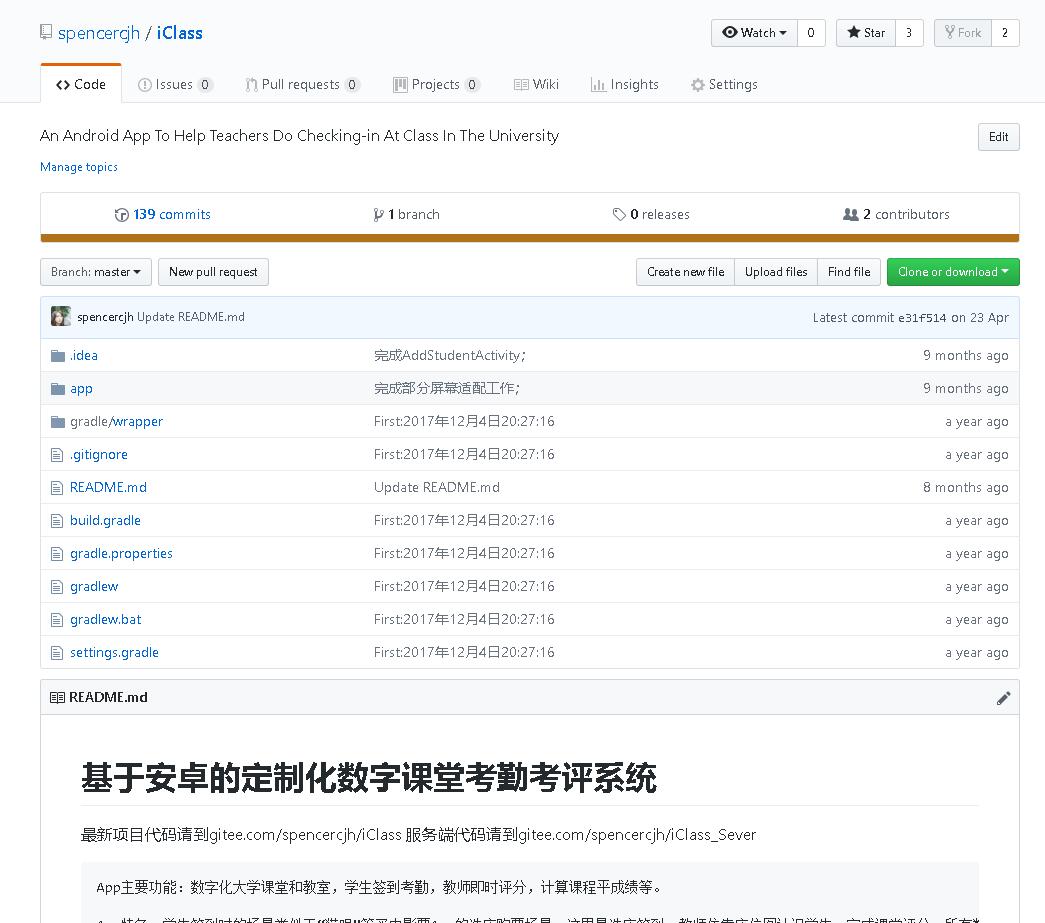 spencercjh / iClass
Watch 0 Star 3 Fork 2
Code Issues 0 Pull requests 0 Projects 0 Wiki Insights Settings
An Android App To Help Teachers Do Checking-in At Class In The University
Edit
Manage topics
139 commits 1 branch 0 releases 2 contributors
Branch: master New pull request Create new file Upload files Find file Clone or download
spencercjh Update README.md Latest commit e31f514 on 23 Apr
.idea 完成AddStudentActivity; 9 months ago
app 完成部分屏幕适配工作; 9 months ago
gradle/wrapper First:2017年12月4日20:27:16 a year ago
.gitignore First:2017年12月4日20:27:16 a year ago
README.md Update README.md 8 months ago
build.gradle First:2017年12月4日20:27:16 a year ago
gradle.properties First:2017年12月4日20:27:16 a year ago
gradlew First:2017年12月4日20:27:16 a year ago
gradlew.bat First:2017年12月4日20:27:16 a year ago
settings.gradle First:2017年12月4日20:27:16 a year ago
README.md
基于安卓的定制化数字课堂考勤考评系统
最新项目代码请到gitee.com/spencercjh/iClass 服务端代码请到gitee.com/spencercjh/iClass_Sever
App主要功能：数字化大学课堂和教室，学生签到考勤，教师即时评分，计算课程平成绩等。